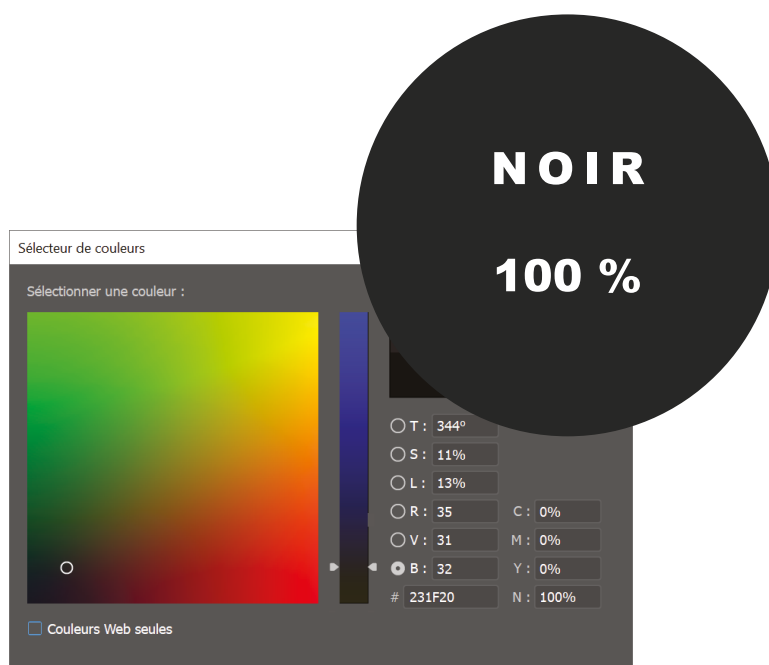 NOIR
100 %
Sélecteur de couleurs
Sélectionner une couleur :
T : 344°
S : 11%
L : 13%
R : 35 C : 0%
V : 31 M : 0%
B : 32 Y : 0%
# 231F20 N : 100%
Couleurs Web seules